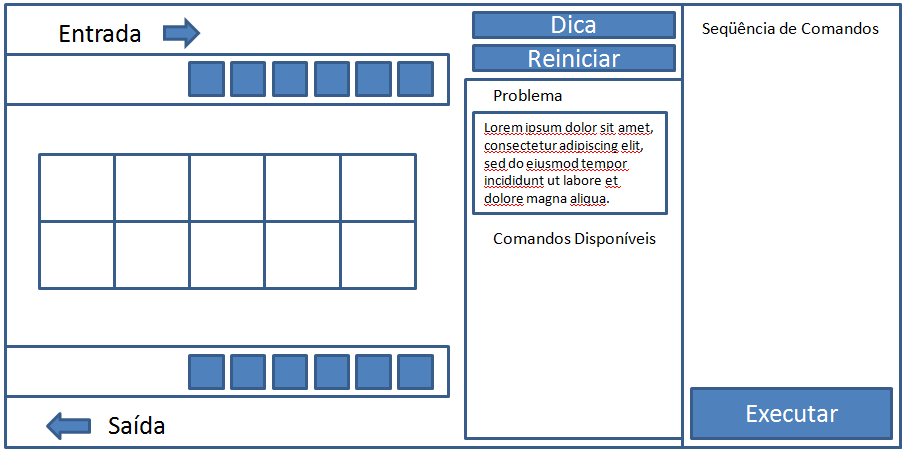 Entrada
Dica
Reiniciar
Problema
Lorem ipsum dolor sit amet,
consectetur adipiscing elit,
sed do eiusmod tempor
incididunt ut labore et
dolore magna aliqua.
Comandos Disponíveis
Seqüência de Comandos
Executar
Saída